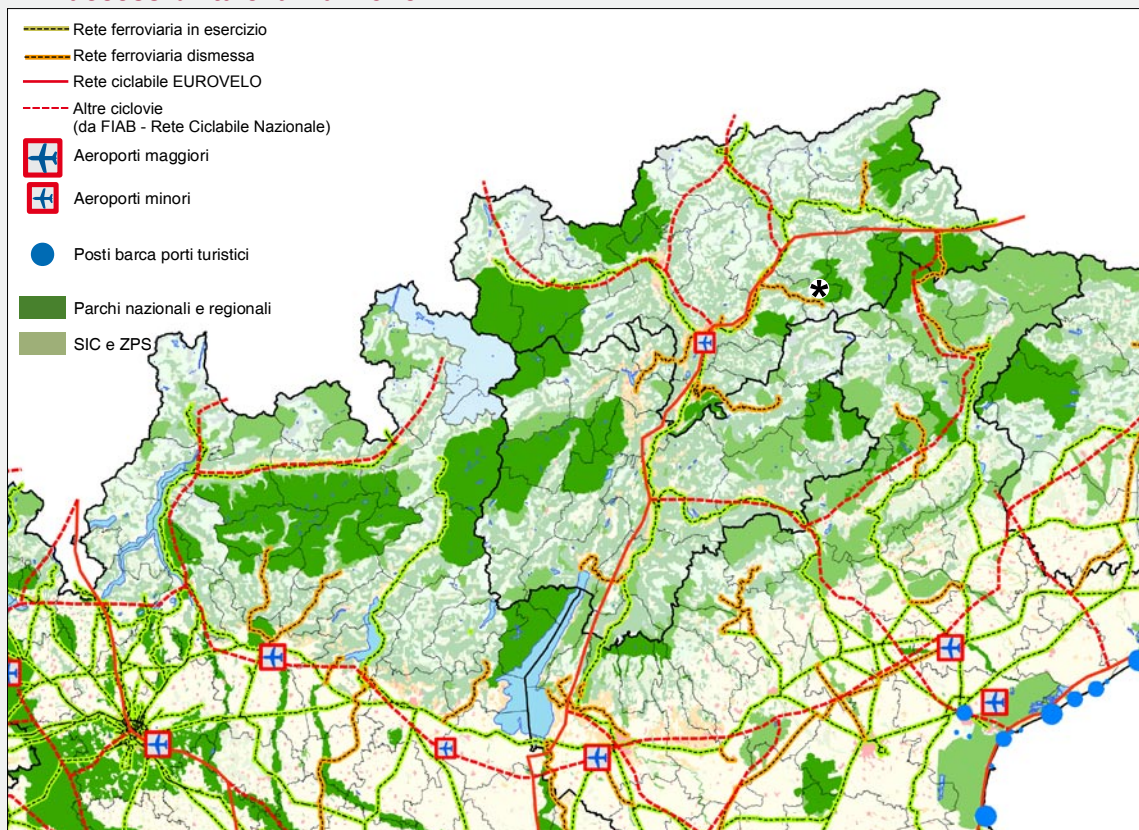 Rete ferroviaria in esercizio
Rete ferroviaria dismessa
Rete ciclabile EUROVELO
Altre ciclovie
(da FIAB - Rete Ciclabile Nazionale)
Aeroporti maggiori
Aeroporti minori
Posti barca porti turistici
Parchi nazionali e regionali
SIC e ZPS
*